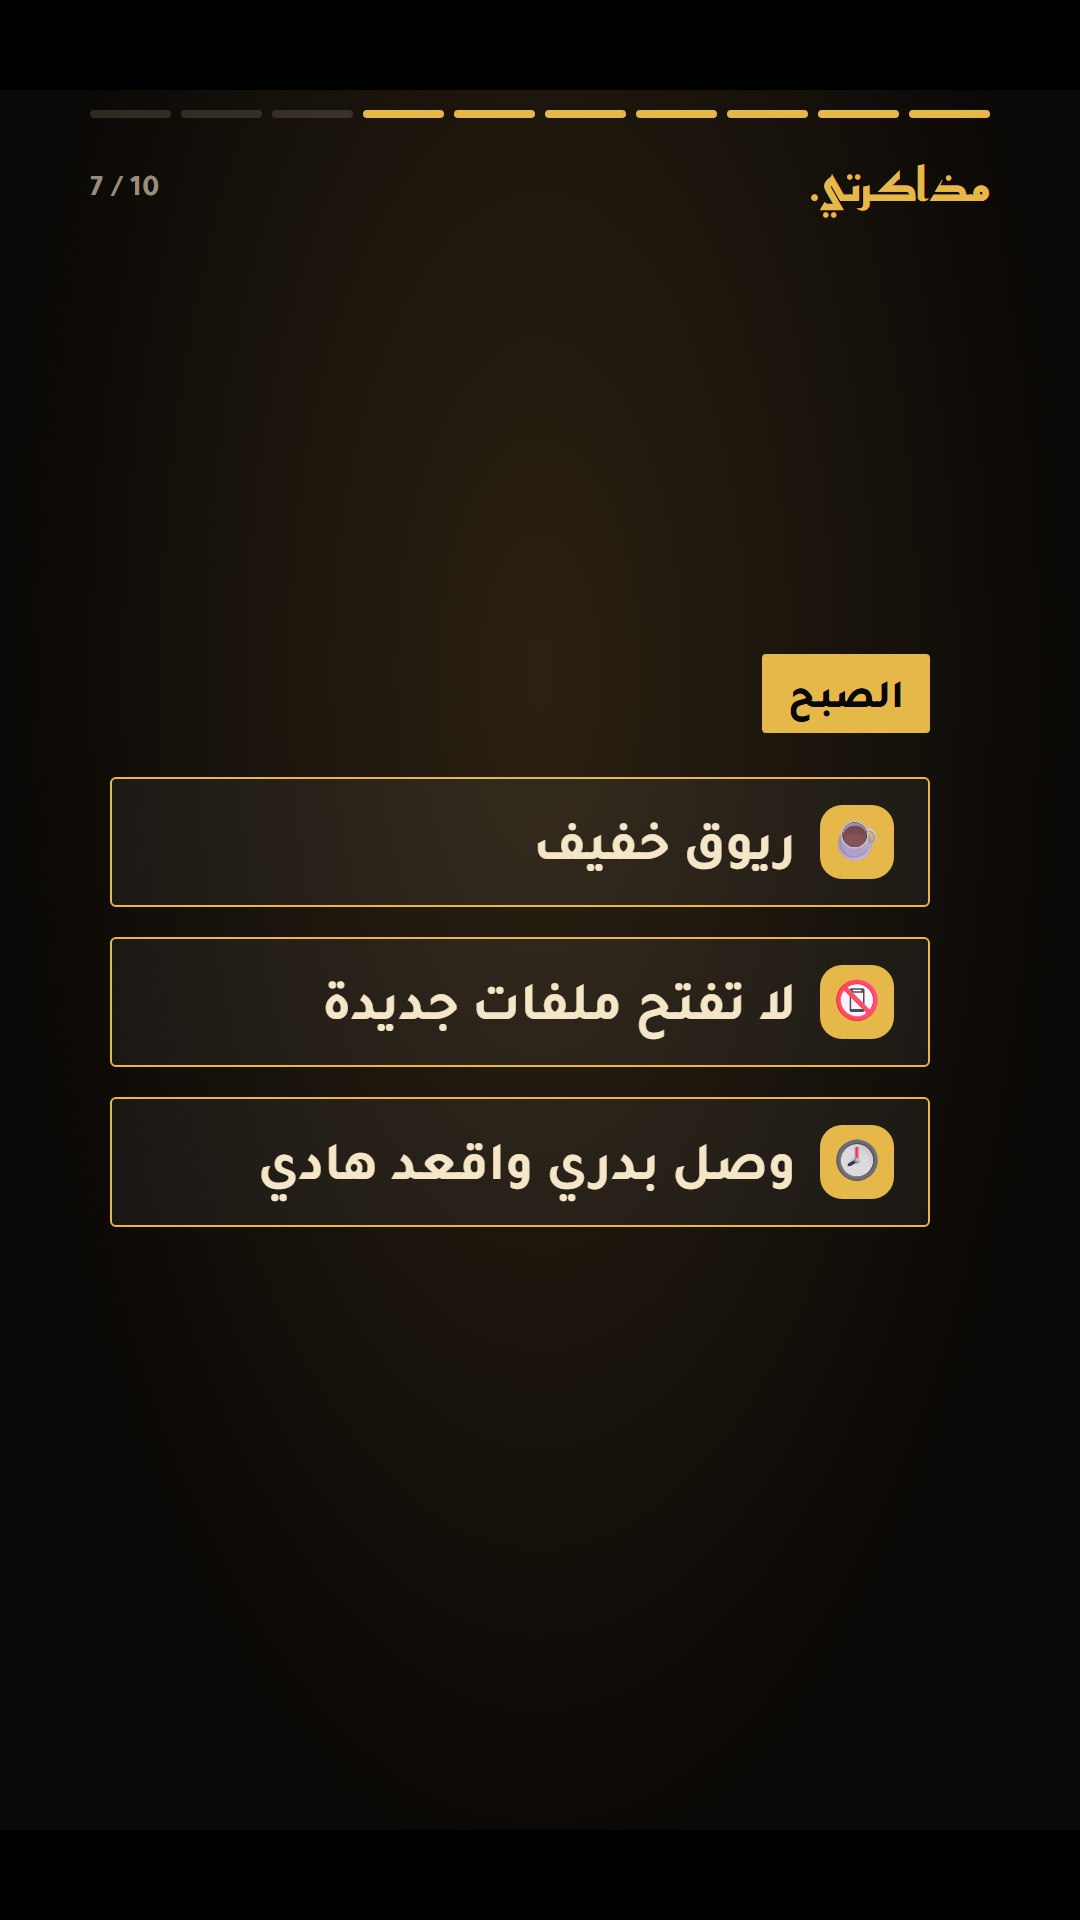 مذاكرتي.
7 / 10
الصبح
ريوق خفيف
لا تفتح ملفات جديدة
وصل بدري واقعد هادي